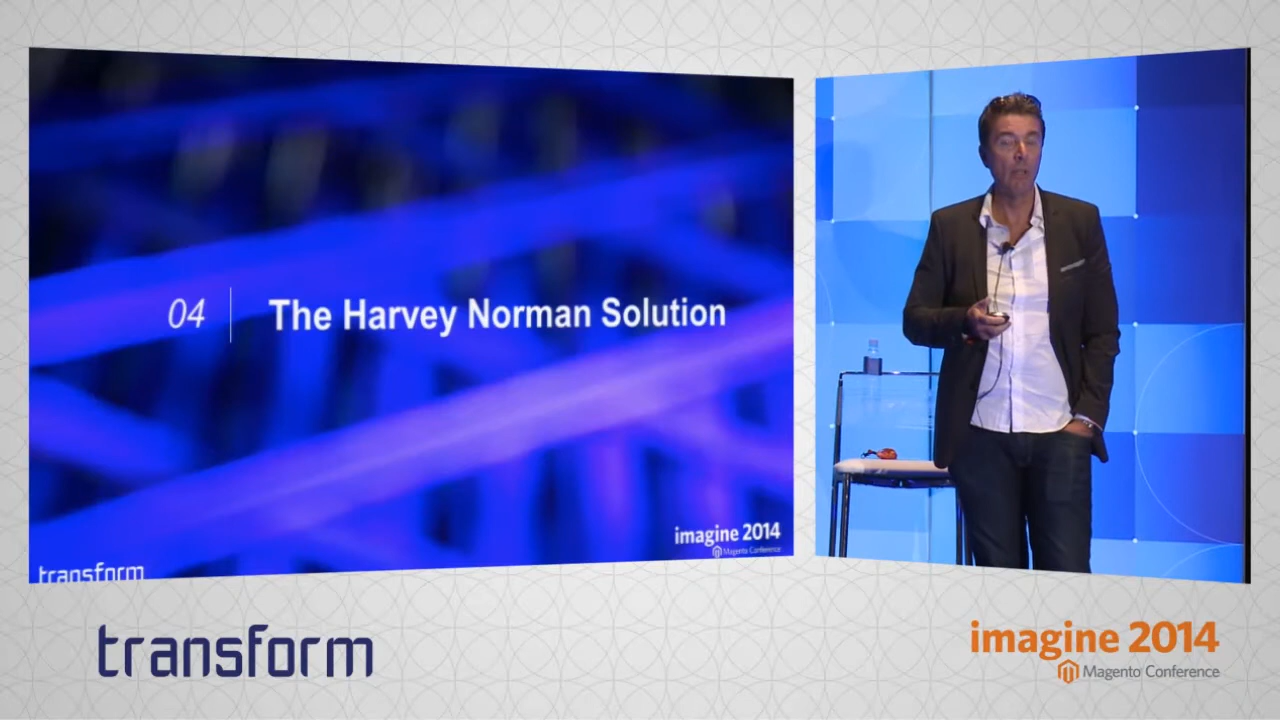 04
The Harvey Norman Solution
imagine 2014
Magento Conference
transform
transform
imagine 2014
Magento Conference